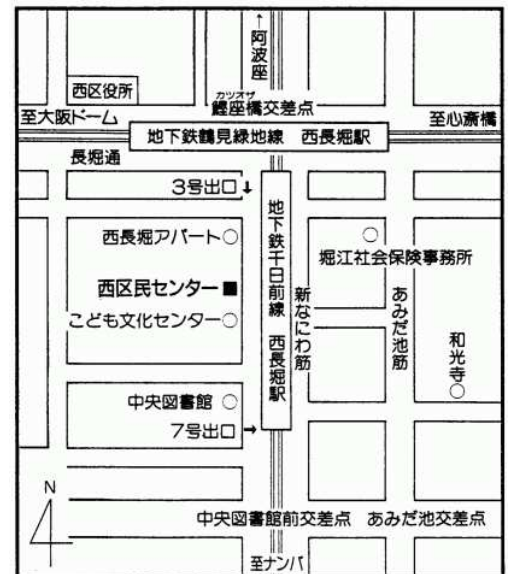 ↑阿波座
西区役所
カツオザ
鰹座橋交差点
至大阪ドーム
至心斎橋
地下鉄鶴見緑地線 西長堀駅
長堀通
3号出口↓
地下鉄千日前線 西長堀駅
西長堀アパート○
○
堀江社会保険事務所
西区民センター■
新なにわ筋
あみだ池筋
こども文化センター○
和光寺○
中央図書館 ○
7号出口→
N
中央図書館前交差点 あみだ池交差点
至ナンバ